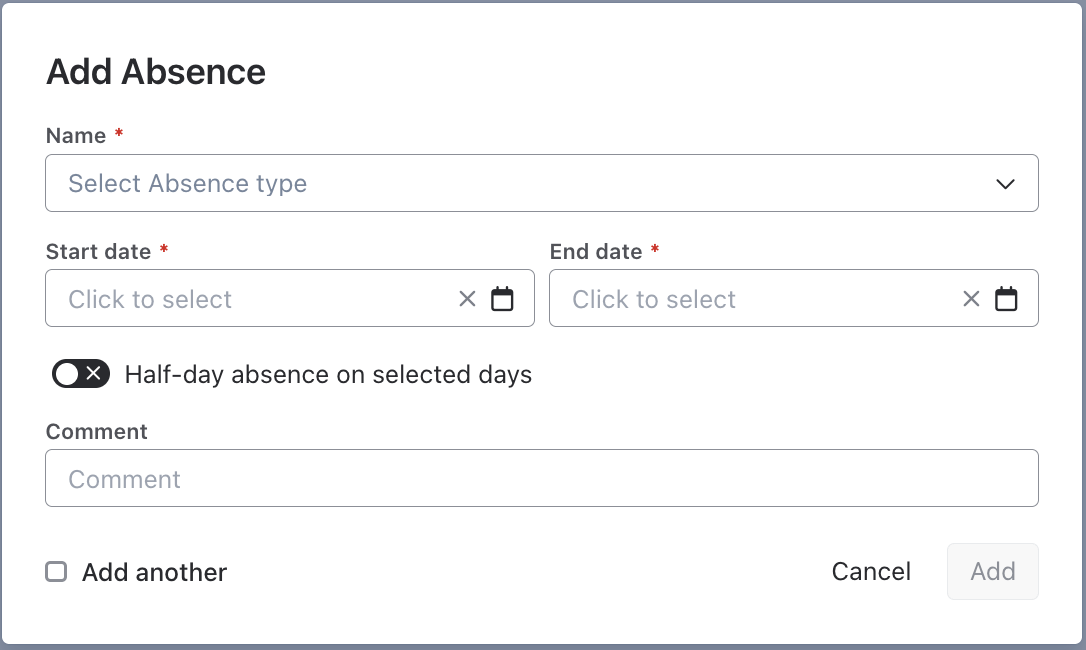 Add Absence
Name *
Select Absence type
Start date * End date *
Click to select Click to select
Half-day absence on selected days
Comment
Comment
Add another Cancel Add